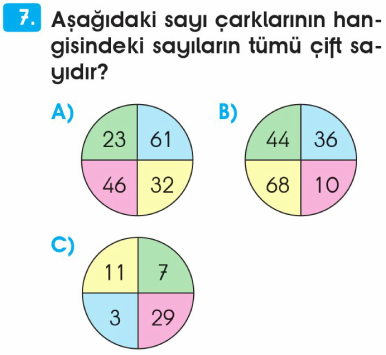 7. Aşağıdaki sayı çarklarının han-
gisindeki sayıların tümü çift sa-
yıdır?
A) B)
23 61 44 36
46 32 68 10
C)
11 7
3 29